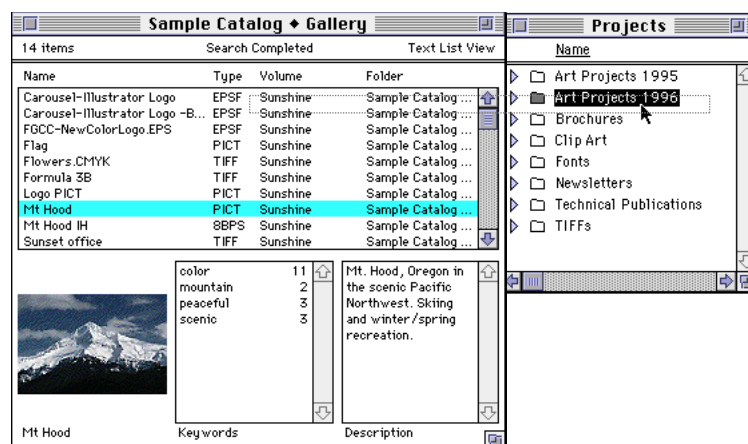 Sample Catalog ♦ Gallery
14 items Search Completed Text List View
Name Type Volume Folder
Carousel-Illustrator Logo EPSF Sunshine Sample Catalog ...
Carousel-Illustrator Logo -B... EPSF Sunshine Sample Catalog ...
FGCC-NewColorLogo.EPS EPSF Sunshine Sample Catalog ...
Flag PICT Sunshine Sample Catalog ...
Flowers.CMYK TIFF Sunshine Sample Catalog ...
Formula 3B TIFF Sunshine Sample Catalog ...
Logo PICT PICT Sunshine Sample Catalog ...
Mt Hood PICT Sunshine Sample Catalog ...
Mt Hood IH 8BPS Sunshine Sample Catalog ...
Sunset office TIFF Sunshine Sample Catalog ...
color 11
mountain 2
peaceful 3
scenic 3
Mt. Hood, Oregon in
the scenic Pacific
Northwest. Skiing
and winter/spring
recreation.
Mt Hood Keywords Description
Projects
Name
Art Projects 1995
Art Projects 1996
Brochures
Clip Art
Fonts
Newsletters
Technical Publications
TIFFs